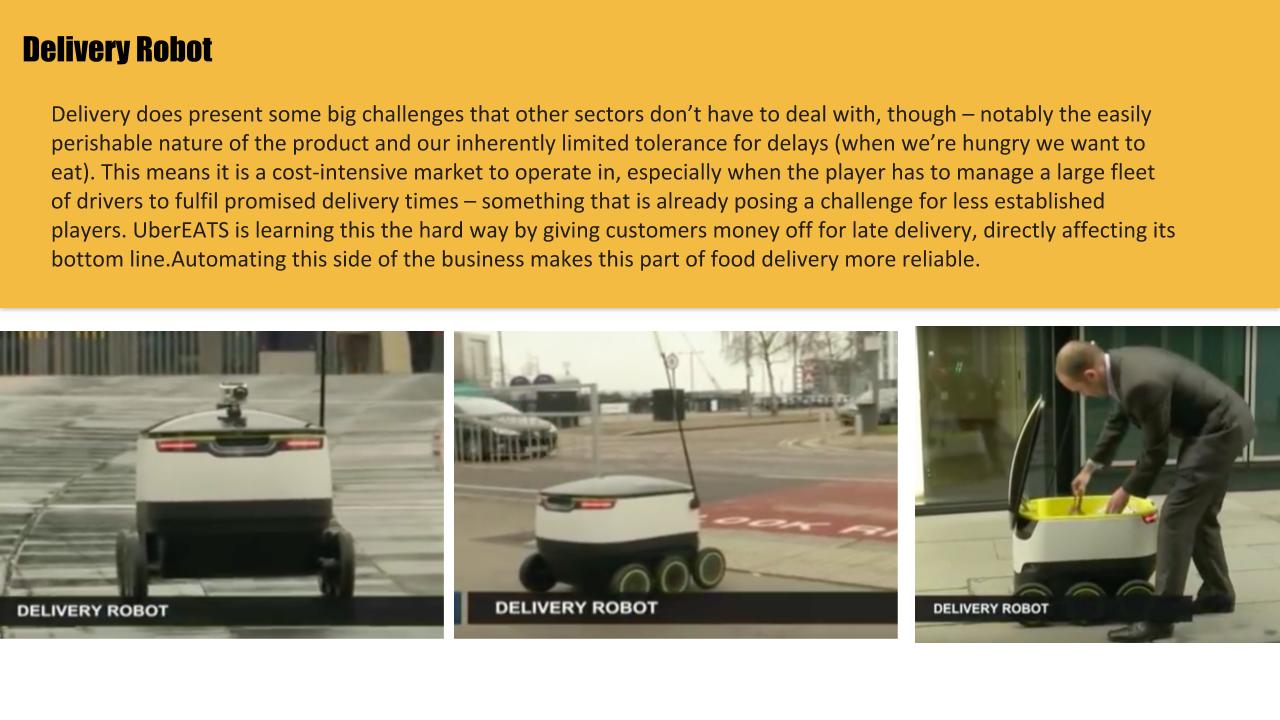 Delivery Robot
Delivery does present some big challenges that other sectors don’t have to deal with, though – notably the easily
perishable nature of the product and our inherently limited tolerance for delays (when we’re hungry we want to
eat). This means it is a cost-intensive market to operate in, especially when the player has to manage a large fleet
of drivers to fulfil promised delivery times – something that is already posing a challenge for less established
players. UberEATS is learning this the hard way by giving customers money off for late delivery, directly affecting its
bottom line.Automating this side of the business makes this part of food delivery more reliable.
LOOK
DELIVERY ROBOT
DELIVERY ROBOT
DELIVERY ROBOT